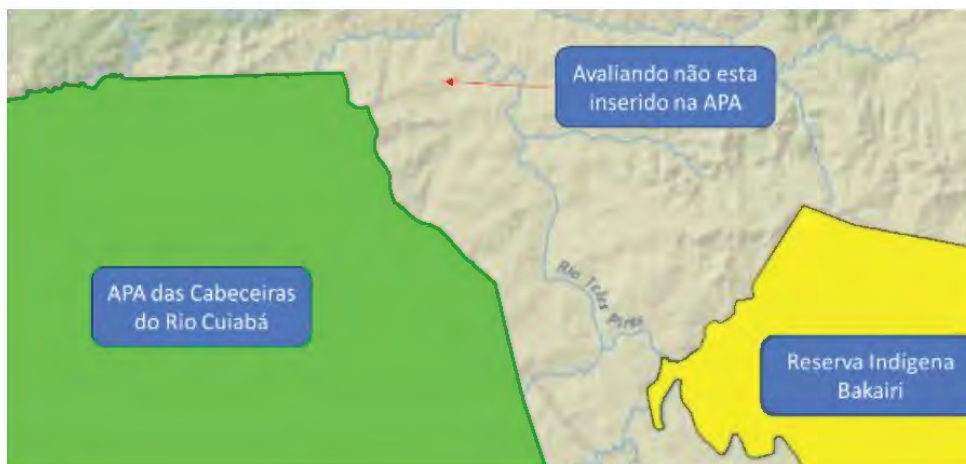 Avaliando não esta
inserido na APA
APA das Cabeceiras
do Rio Cuiabá
Rio Teles Pires
Reserva Indígena
Bakairi